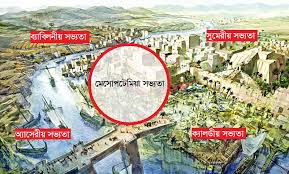 ব্যাবিলনীয় সভ্যতা
সুমেরীয় সভ্যতা
মেসোপটেমিয়া সভ্যতা
অ্যাসেরীয় সভ্যতা
ক্যালডীয় সভ্যতা